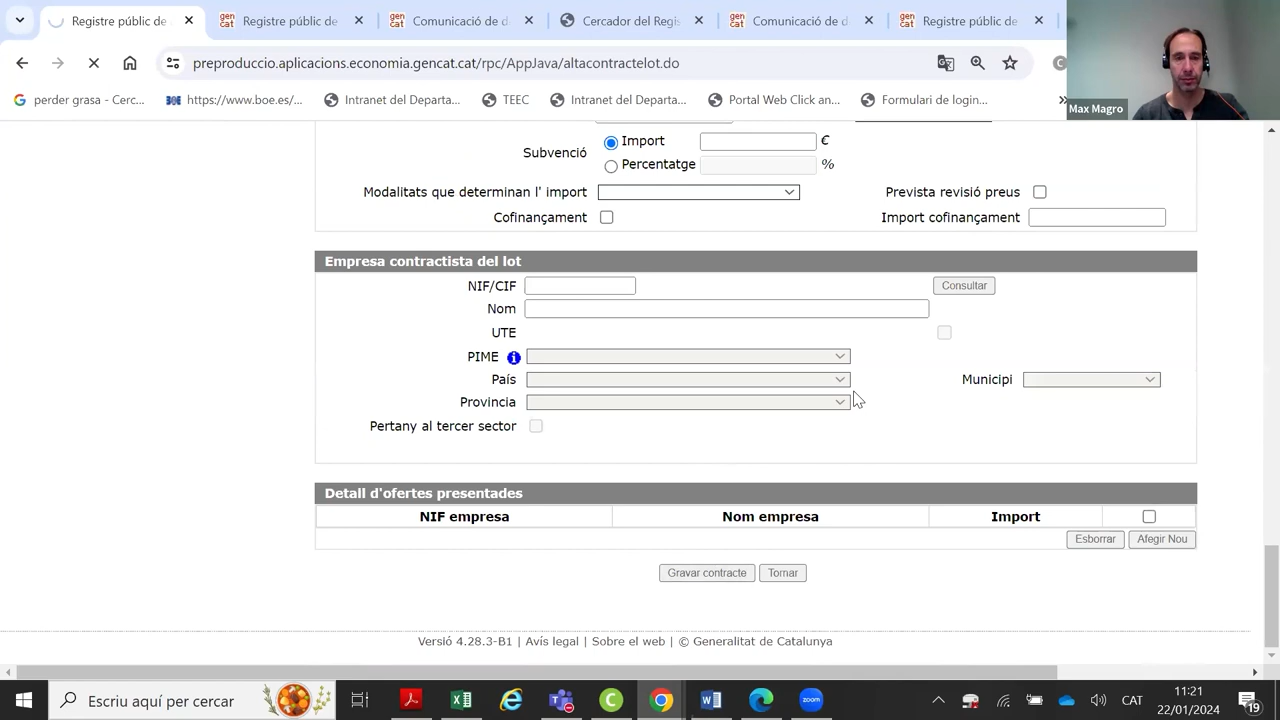 Registre públic de
Registre públic de
Comunicació de d
Cercador del Regis
Comunicació de d
Registre públic de
preproduccio.aplicacions.economia.gencat.cat/rpc/AppJava/altacontractelot.do
perder grasa - Cerc...
https://www.boe.es/...
Intranet del Departa...
TEEC
Intranet del Departa...
Portal Web Click an...
Formulari de login...
Max Magro
Subvenció
Import
€
Percentatge
%
Modalitats que determinan l' import
Prevista revisió preus
Cofinançament
Import cofinançament
Empresa contractista del lot
NIF/CIF
Consultar
Nom
UTE
PIME
País
Municipi
Provincia
Pertany al tercer sector
Detall d'ofertes presentades
NIF empresa
Nom empresa
Import
Esborrar
Afegir Nou
Gravar contracte
Tornar
Versió 4.28.3-B1 | Avís legal | Sobre el web | © Generalitat de Catalunya
Escriu aquí per cercar
zoom
CAT
11:21
22/01/2024
19